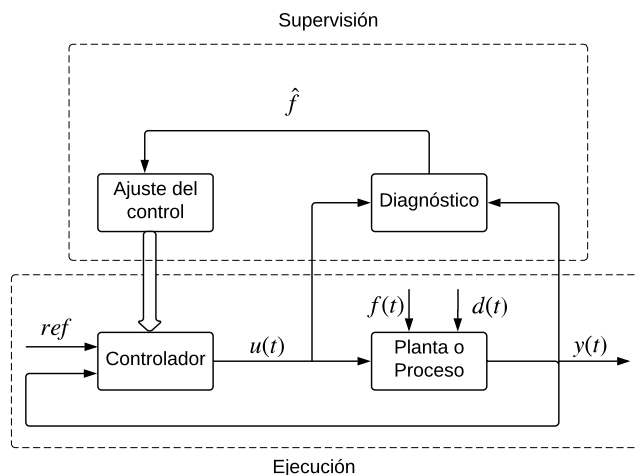 Supervisión
f̂
Ajuste del
control
Diagnóstico
f(t)
d(t)
ref
Controlador
u(t)
Planta o
Proceso
y(t)
Ejecución